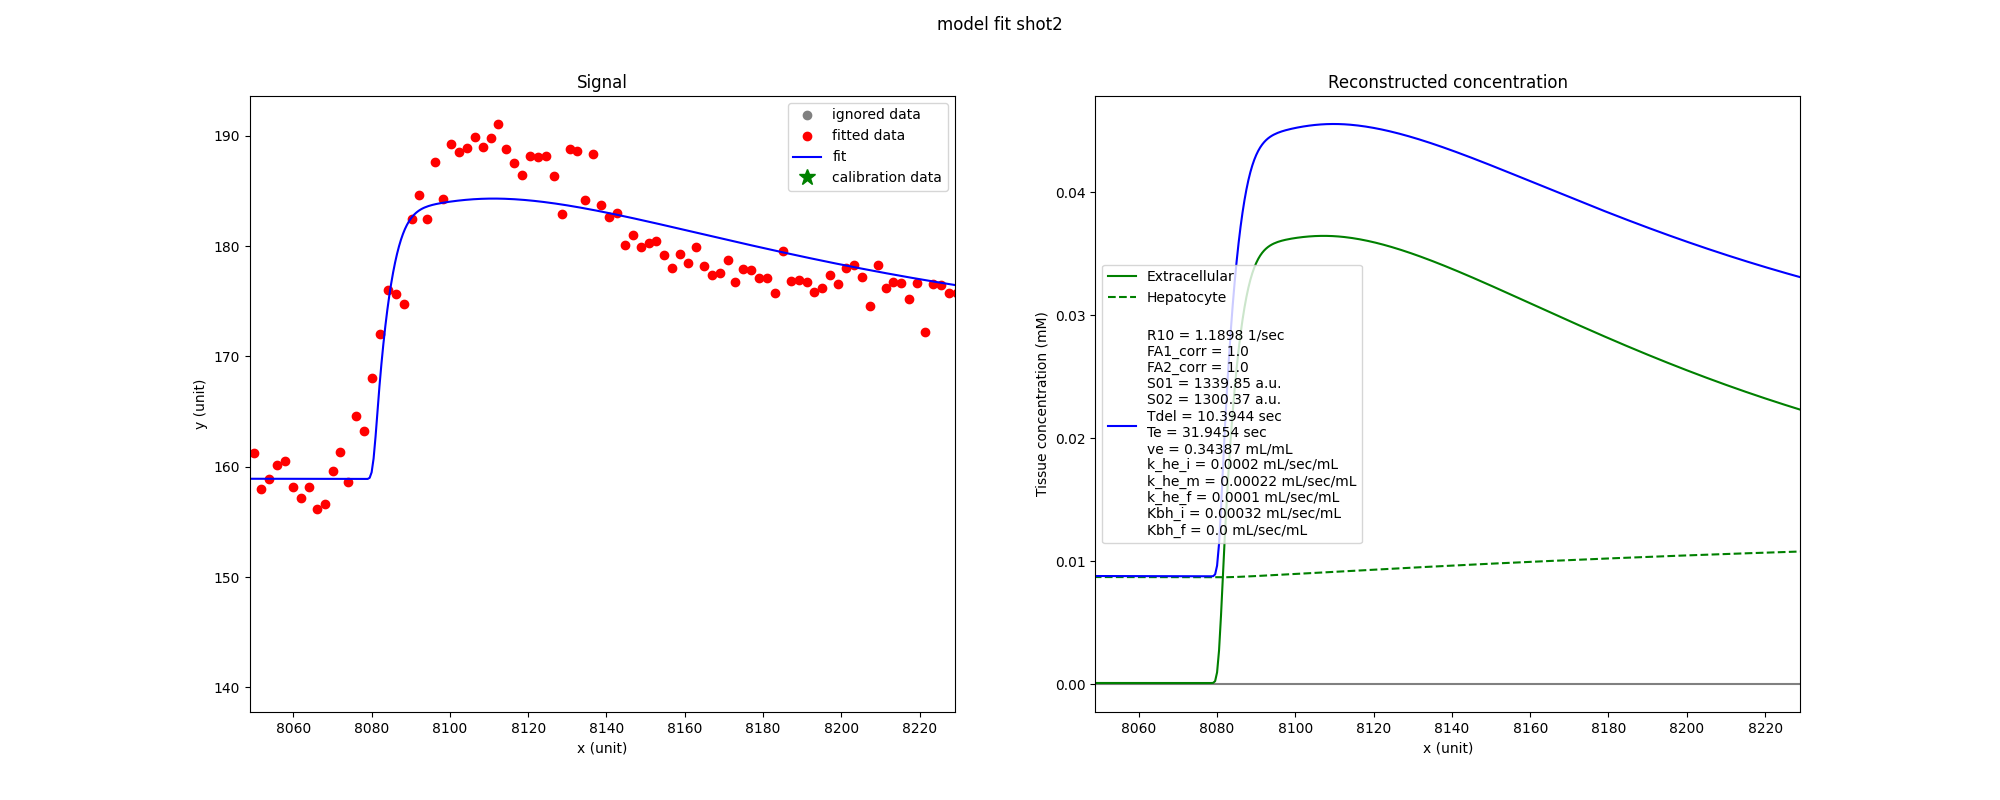 model fit shot2
Signal
190
180
170
160
150
140
y (unit)
8060 8080 8100 8120 8140 8160 8180 8200 8220
x (unit)
ignored data
fitted data
fit
calibration data
Reconstructed concentration
0.04
0.03
0.02
0.01
0.00
Tissue concentration (mM)
8060 8080 8100 8120 8140 8160 8180 8200 8220
x (unit)
Extracellular
Hepatocyte
R10 = 1.1898 1/sec
FA1_corr = 1.0
FA2_corr = 1.0
S01 = 1339.85 a.u.
S02 = 1300.37 a.u.
Tdel = 10.3944 sec
Te = 31.9454 sec
ve = 0.34387 mL/mL
k_he_i = 0.0002 mL/sec/mL
k_he_m = 0.00022 mL/sec/mL
k_he_f = 0.0001 mL/sec/mL
Kbh_i = 0.00032 mL/sec/mL
Kbh_f = 0.0 mL/sec/mL